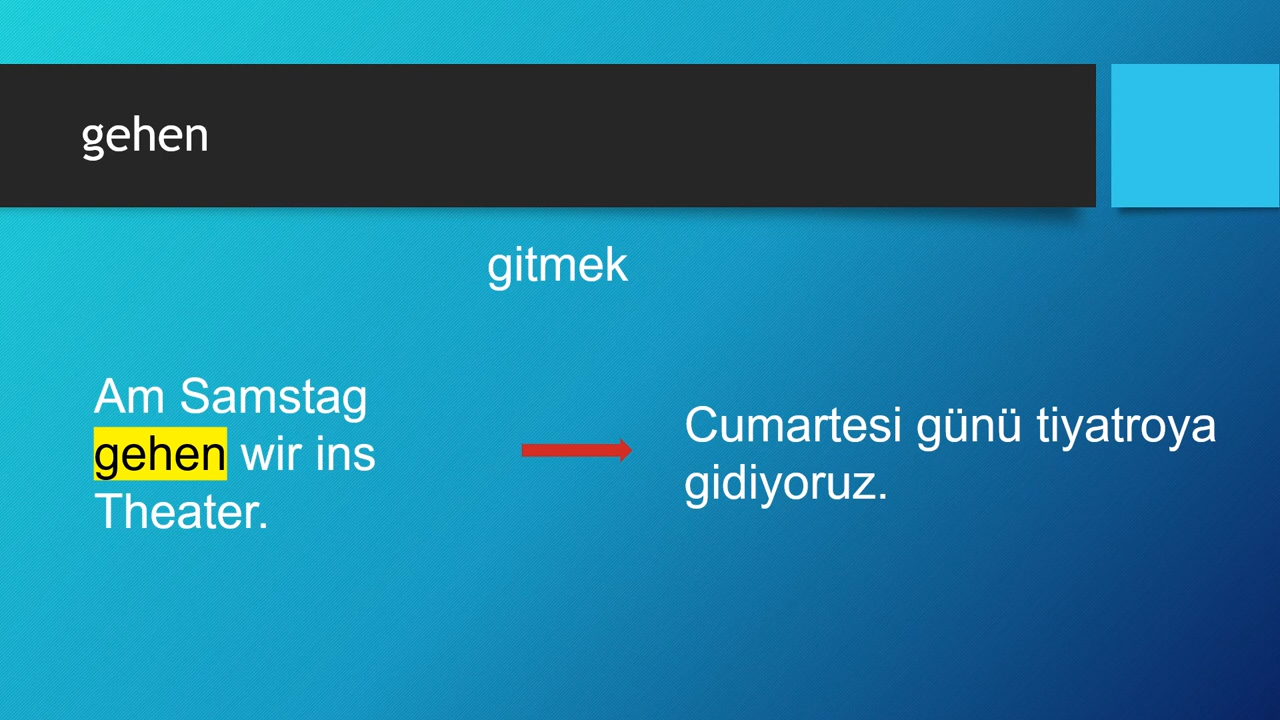 gehen
gitmek
Am Samstag
gehen wir ins
Theater.
Cumartesi günü tiyatroya
gidiyoruz.